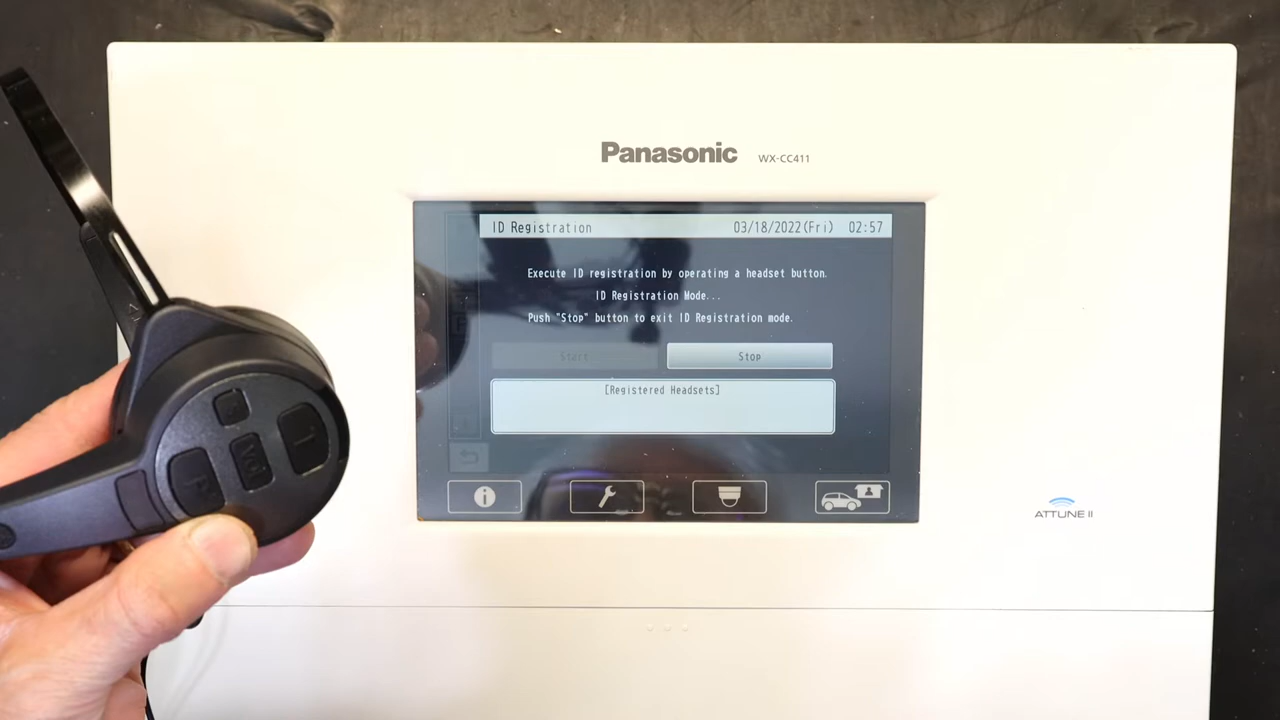 Panasonic WX-CC411
ID Registration 03/18/2022(Fri) 02:57
Execute ID registration by operating a headset button.
ID Registration Mode...
Push "Stop" button to exit ID Registration mode.
Start Stop
[Registered Headsets]
Vol
ATTUNE II